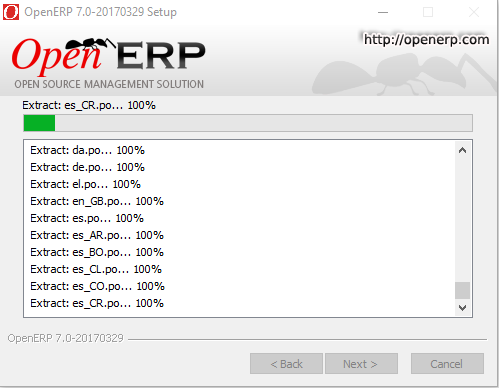 OpenERP 7.0-20170329 Setup
http://openerp.com
Open ERP
OPEN SOURCE MANAGEMENT SOLUTION
Extract: es_CR.po... 100%
Extract: da.po... 100%
Extract: de.po... 100%
Extract: el.po... 100%
Extract: en_GB.po... 100%
Extract: es.po... 100%
Extract: es_AR.po... 100%
Extract: es_BO.po... 100%
Extract: es_CL.po... 100%
Extract: es_CO.po... 100%
Extract: es_CR.po... 100%
OpenERP 7.0-20170329
< Back Next > Cancel